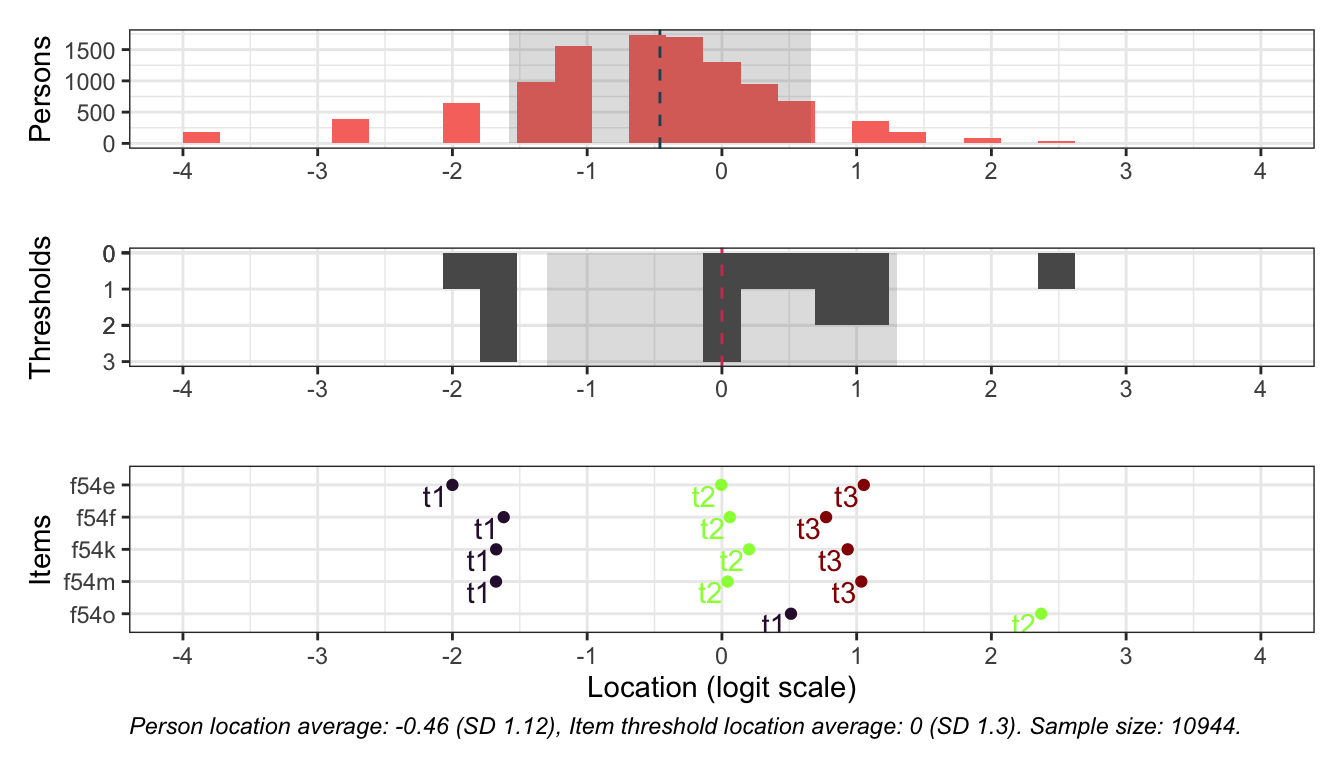 Persons
1500
1000
500
0
-4 -3 -2 -1 0 1 2 3 4
Thresholds
0
1
2
3
-4 -3 -2 -1 0 1 2 3 4
Items
f54e t1 t2 t3
f54f t1 t2 t3
f54k t1 t2 t3
f54m t1 t2 t3
f54o t1 t2
-4 -3 -2 -1 0 1 2 3 4
Location (logit scale)
Person location average: -0.46 (SD 1.12), Item threshold location average: 0 (SD 1.3). Sample size: 10944.